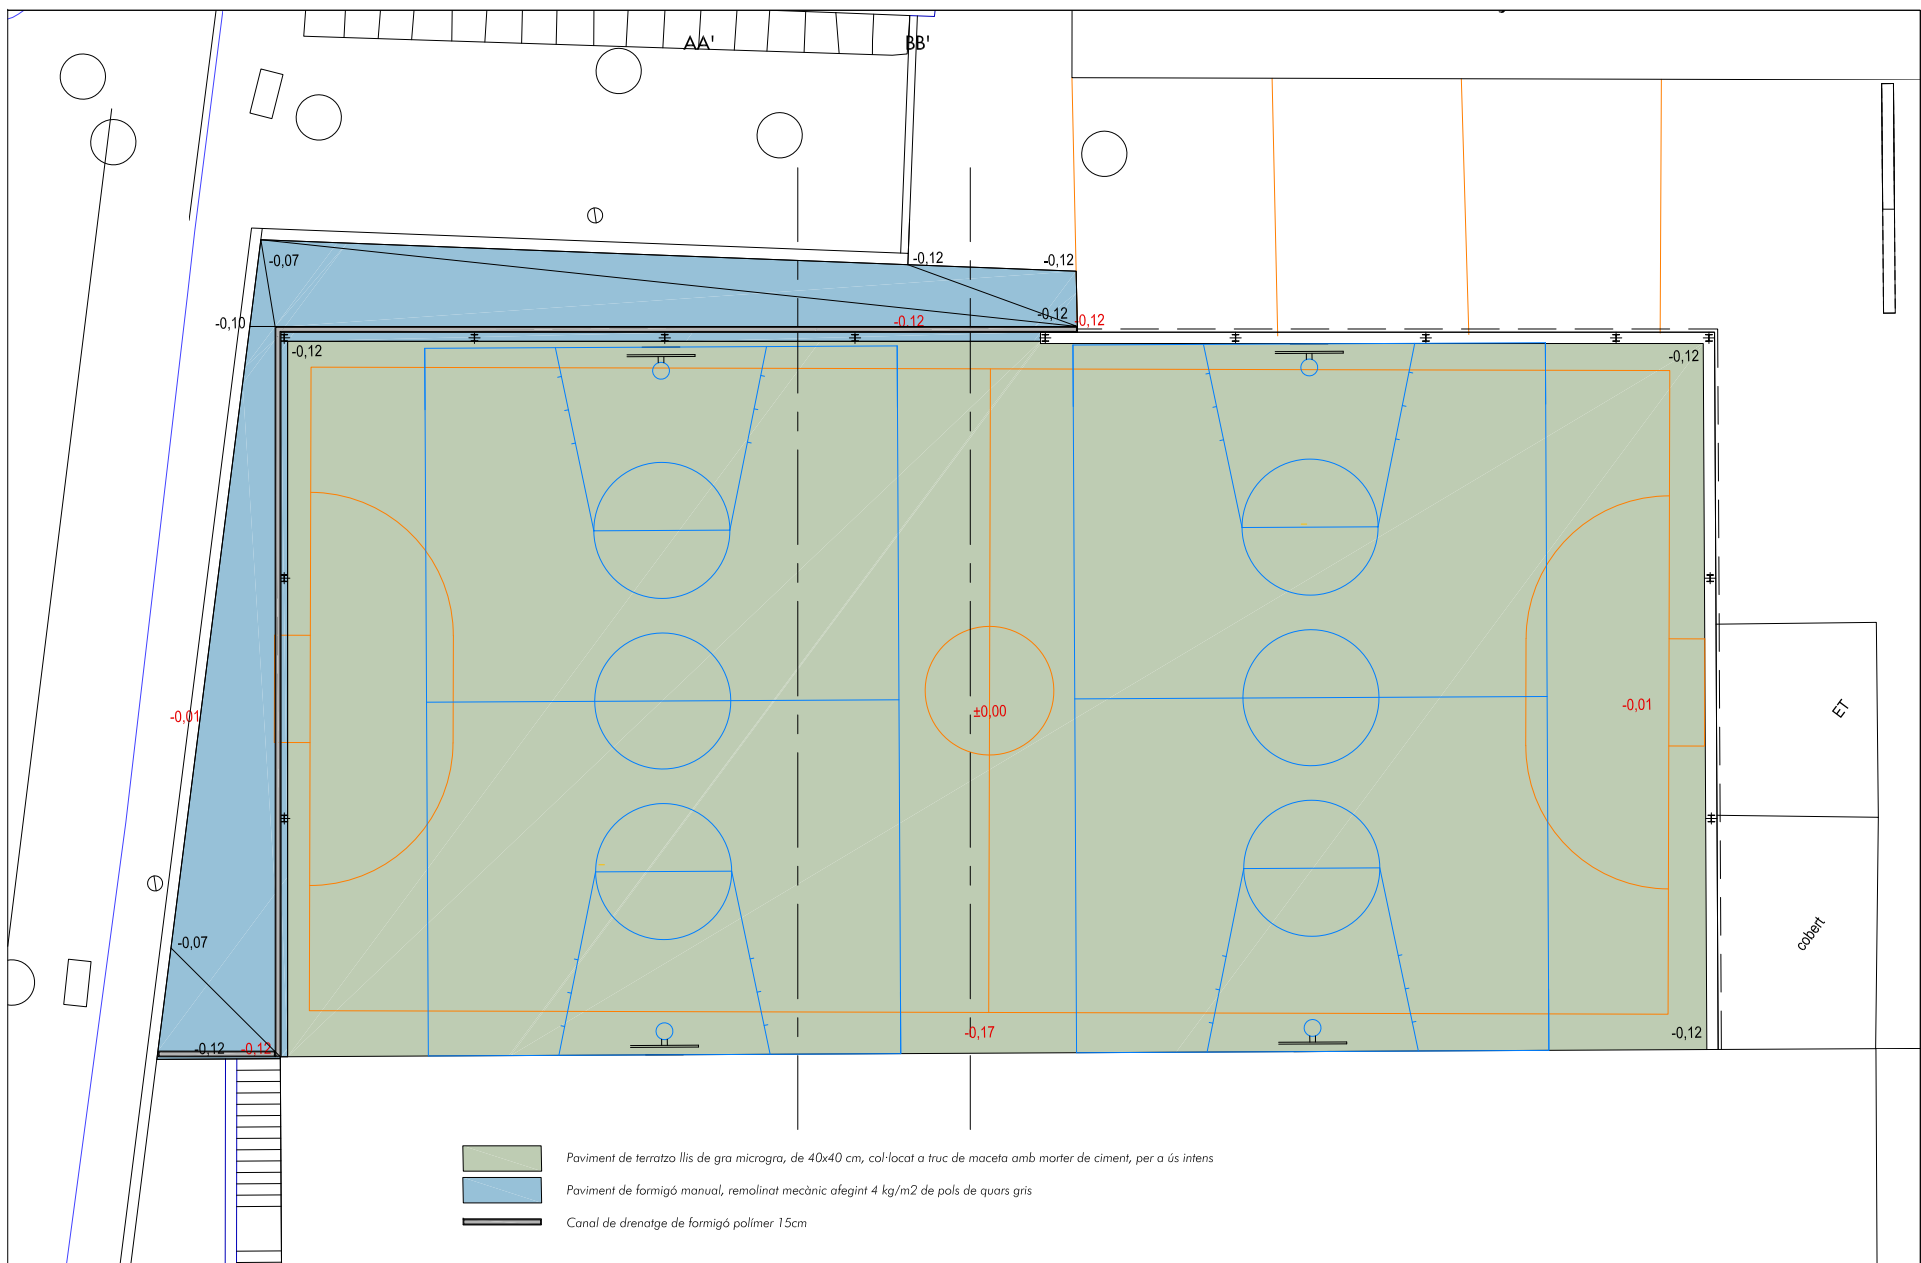 AA'
BB'
-0,07
-0,12
-0,12
-0,10
-0,12
-0,12
-0,12
-0,12
-0,12
-0,01
±0,00
-0,01
ET
cobert
-0,07
-0,17
-0,12
-0,12
-0,12
Paviment de terratzo llis de gra microgra, de 40x40 cm, col·locat a truc de maceta amb morter de ciment, per a ús intens
Paviment de formigó manual, remolinat mecànic afegint 4 kg/m2 de pols de quars gris
Canal de drenatge de formigó polímer 15cm